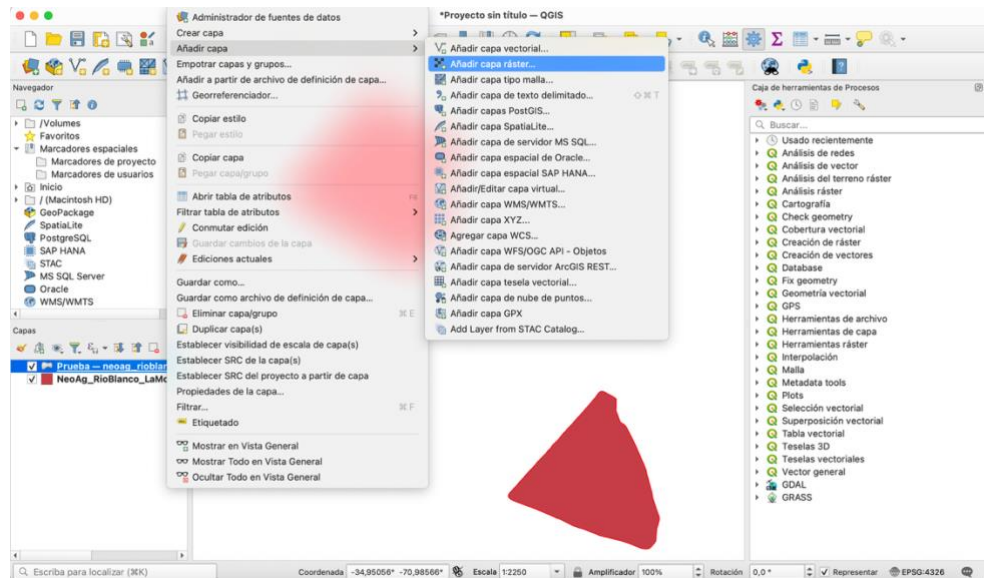 *Proyecto sin título — QGIS
Administrador de fuentes de datos
Crear capa
Añadir capa
Empotrar capas y grupos...
Añadir a partir de archivo de definición de capa...
Georreferenciador...
Copiar estilo
Pegar estilo
Copiar capa
Pegar capa/grupo
Abrir tabla de atributos F6
Filtrar tabla de atributos
Conmutar edición
Guardar cambios de la capa
Ediciones actuales
Guardar como...
Guardar como archivo de definición de capa...
Eliminar capa/grupo ⌘ E
Duplicar capa(s)
Establecer visibilidad de escala de capa(s)
Establecer SRC de la capa(s)
Establecer SRC del proyecto a partir de capa
Propiedades de la capa...
Filtrar... ⌘ F
Etiquetado
Mostrar en Vista General
Mostrar Todo en Vista General
Ocultar Todo en Vista General
Añadir capa vectorial...
Añadir capa ráster...
Añadir capa tipo malla...
Añadir capa de texto delimitado... ⇧ ⌘ T
Añadir capas PostGIS...
Añadir capa SpatiaLite...
Añadir capa de servidor MS SQL...
Añadir capa espacial de Oracle...
Añadir capa espacial SAP HANA...
Añadir/Editar capa virtual...
Añadir capa WMS/WMTS...
Añadir capa XYZ...
Agregar capa WCS...
Añadir capa WFS/OGC API - Objetos
Añadir capa de servidor ArcGIS REST...
Añadir capa tesela vectorial...
Añadir capa de nube de puntos...
Añadir capa GPX
Add Layer from STAC Catalog...
Navegador
/Volumes
Favoritos
Marcadores espaciales
Marcadores de proyecto
Marcadores de usuarios
Inicio
/ (Macintosh HD)
GeoPackage
SpatiaLite
PostgreSQL
SAP HANA
STAC
MS SQL Server
Oracle
WMS/WMTS
Capas
Prueba — neoag_rioblan
NeoAg_RioBlanco_LaMo
Caja de herramientas de Procesos
Buscar...
Usado recientemente
Análisis de redes
Análisis de vector
Análisis del terreno ráster
Análisis ráster
Cartografía
Check geometry
Cobertura vectorial
Creación de ráster
Creación de vectores
Database
Fix geometry
Geometría vectorial
GPS
Herramientas de archivo
Herramientas de capa
Herramientas ráster
Interpolación
Malla
Metadata tools
Plots
Selección vectorial
Superposición vectorial
Tabla vectorial
Teselas 3D
Teselas vectoriales
Vector general
GDAL
GRASS
Escriba para localizar (⌘K)
Coordenada -34,95056° -70,98566° Escala 1:2250 Amplificador 100% Rotación 0,0 ° Representar EPSG:4326